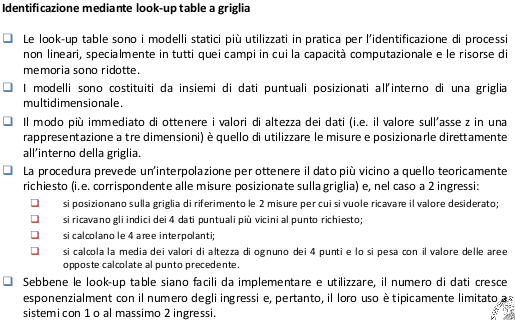 Identificazione mediante look-up table a griglia
Le look-up table sono i modelli statici più utilizzati in pratica per l'identificazione di processi
non lineari, specialmente in tutti quei campi in cui la capacità computazionale e le risorse di
memoria sono ridotte.
I modelli sono costituiti da insiemi di dati puntuali posizionati all'interno di una griglia
multidimensionale.
Il modo più immediato di ottenere i valori di altezza dei dati (i.e. il valore sull'asse z in una
rappresentazione a tre dimensioni) è quello di utilizzare le misure e posizionarle direttamente
all'interno della griglia.
La procedura prevede un'interpolazione per ottenere il dato più vicino a quello teoricamente
richiesto (i.e. corrispondente alle misure posizionate sulla griglia) e, nel caso a 2 ingressi:
si posizionano sulla griglia di riferimento le 2 misure per cui si vuole ricavare il valore desiderato;
si ricavano gli indici dei 4 dati puntuali più vicini al punto richiesto;
si calcolano le 4 aree interpolanti;
si calcola la media dei valori di altezza di ognuno dei 4 punti e lo si pesa con il valore delle aree
opposte calcolate al punto precedente.
Sebbene le look-up table siano facili da implementare e utilizzare, il numero di dati cresce
esponenzialment con il numero degli ingressi e, pertanto, il loro uso è tipicamente limitato a
sistemi con 1 o al massimo 2 ingressi.